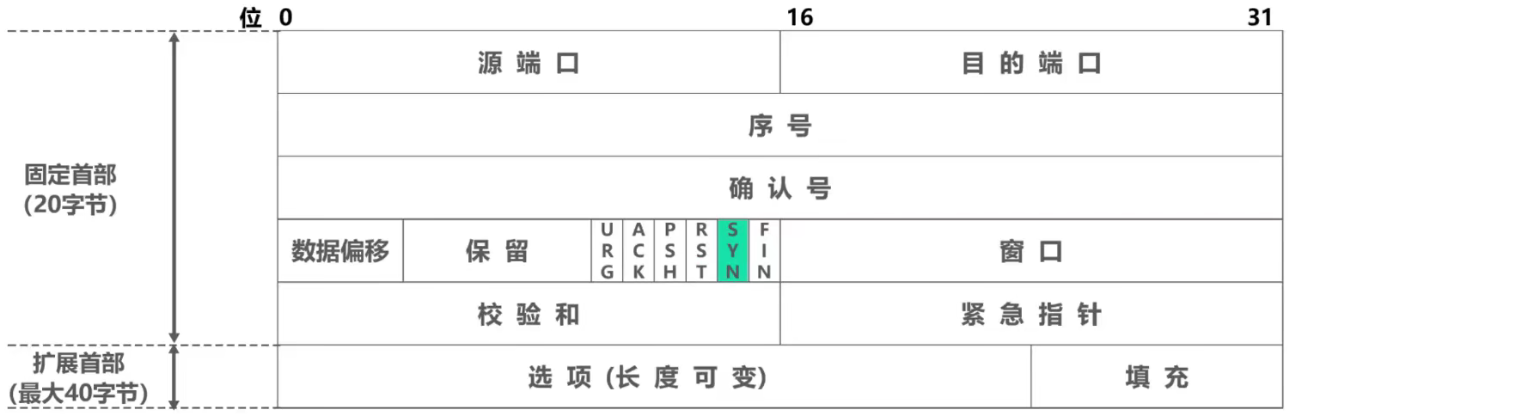 位 0 16 31
源 端 口 目 的 端 口
序 号
固定首部
(20字节)
确 认 号
数据偏移 保 留 URG ACK PSH RST SYN FIN 窗 口
校 验 和 紧 急 指 针
扩展首部
(最大40字节)
选 项 (长 度 可 变) 填 充